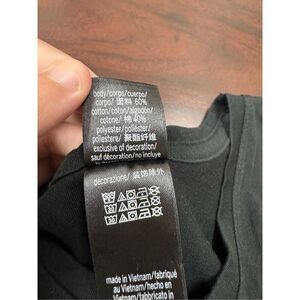 body/corps/cuerpo/
corpo/ 面料 60%
cotton/coton/algodón/
cotone/ 棉 40%
polyester/polyester/
poliestere/ 聚酯纤维
exclusive of decoration/
sauf décoration/no incluye
decorazione/ 装饰除外
made in Vietnam/fabriqué
au Vietnam/hecho en
Vietnam/fabbricato in